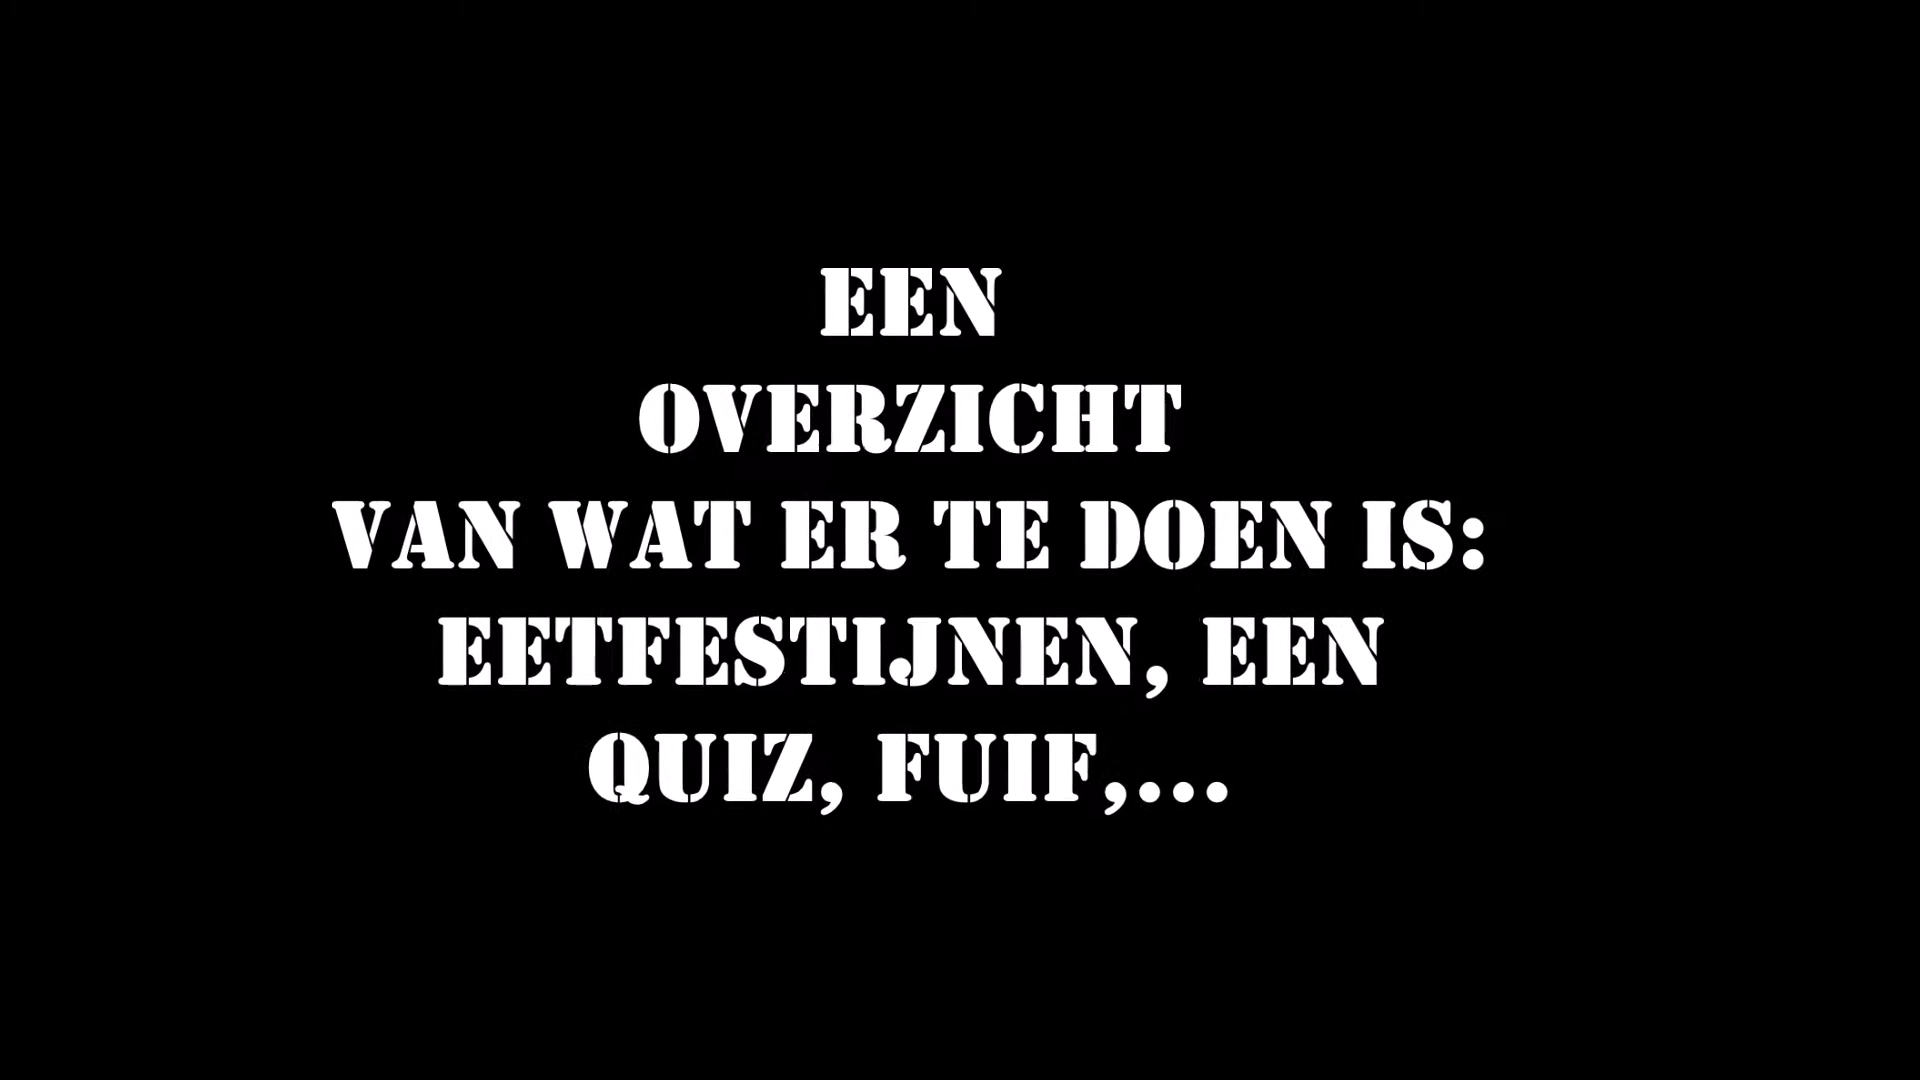 EEN
OVERZICHT
VAN WAT ER TE DOEN IS:
EETFESTIJNEN, EEN
QUIZ, FUIF,...